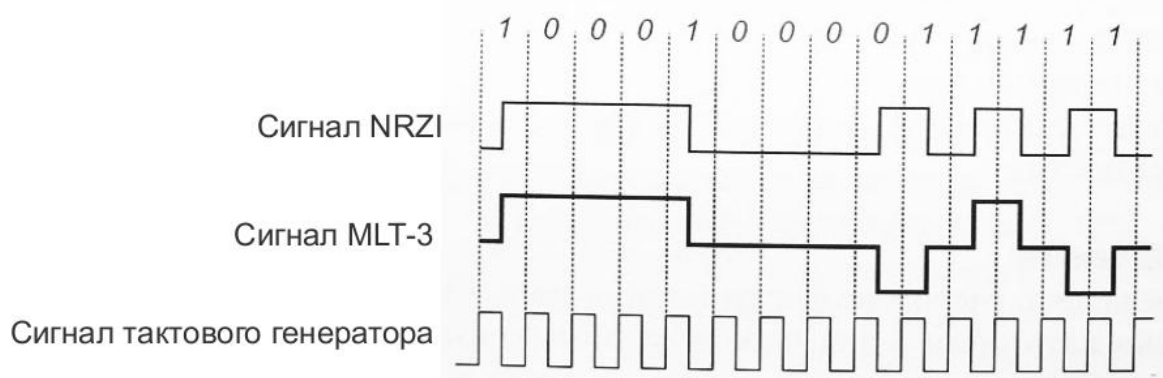 1 0 0 0 1 0 0 0 0 1 1 1 1 1
Сигнал NRZI
Сигнал MLT-3
Сигнал тактового генератора